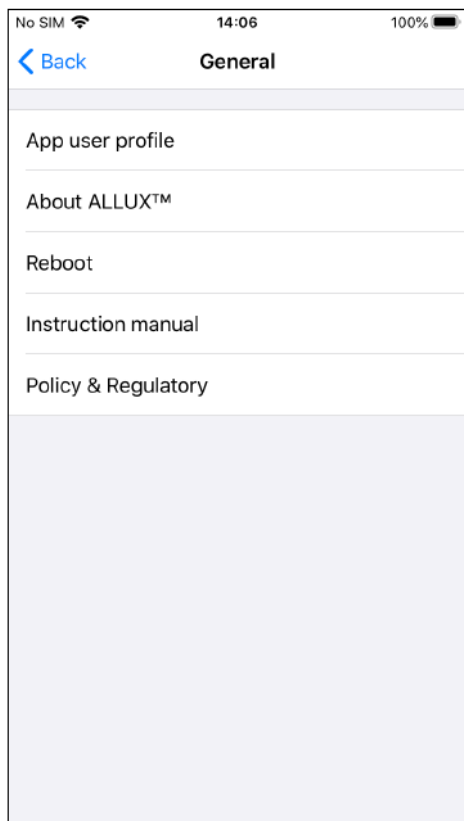 No SIM 14:06 100%
Back General
App user profile
About ALLUX™
Reboot
Instruction manual
Policy & Regulatory